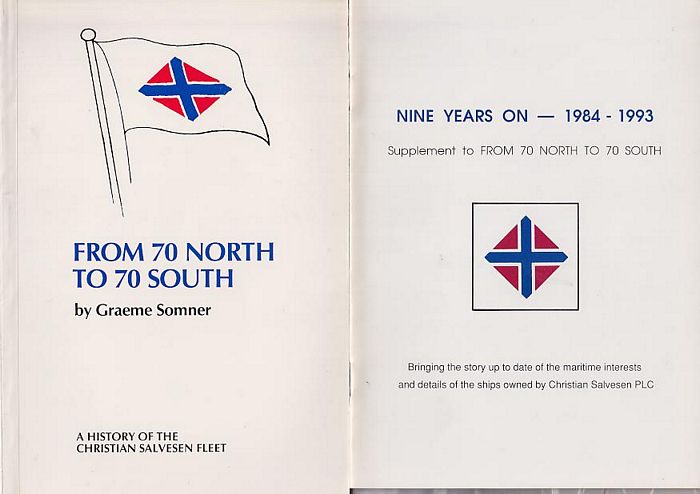 FROM 70 NORTH
TO 70 SOUTH
by Graeme Somner
A HISTORY OF THE
CHRISTIAN SALVESEN FLEET
NINE YEARS ON — 1984 - 1993
Supplement to FROM 70 NORTH TO 70 SOUTH
Bringing the story up to date of the maritime interests
and details of the ships owned by Christian Salvesen PLC